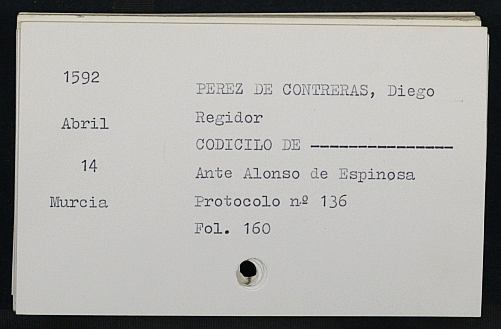 1592
Abril
14
Murcia
PEREZ DE CONTRERAS, Diego
Regidor
CODICILO DE ---------------
Ante Alonso de Espinosa
Protocolo nº 136
Fol. 160